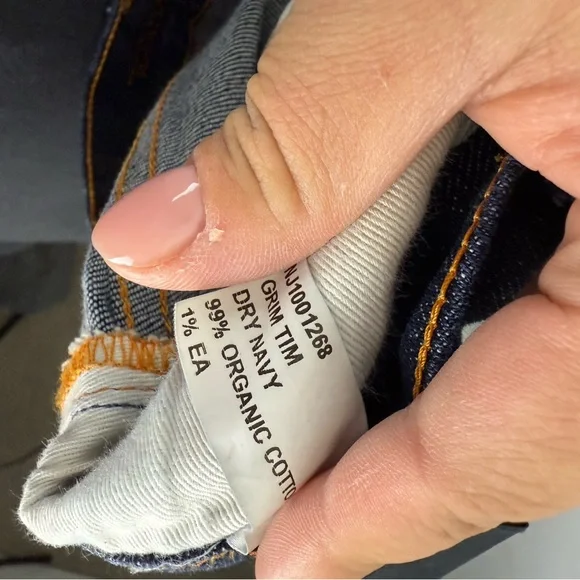 NJ1001268
GRIM TIM
DRY NAVY
99% ORGANIC COTTO
1% EA